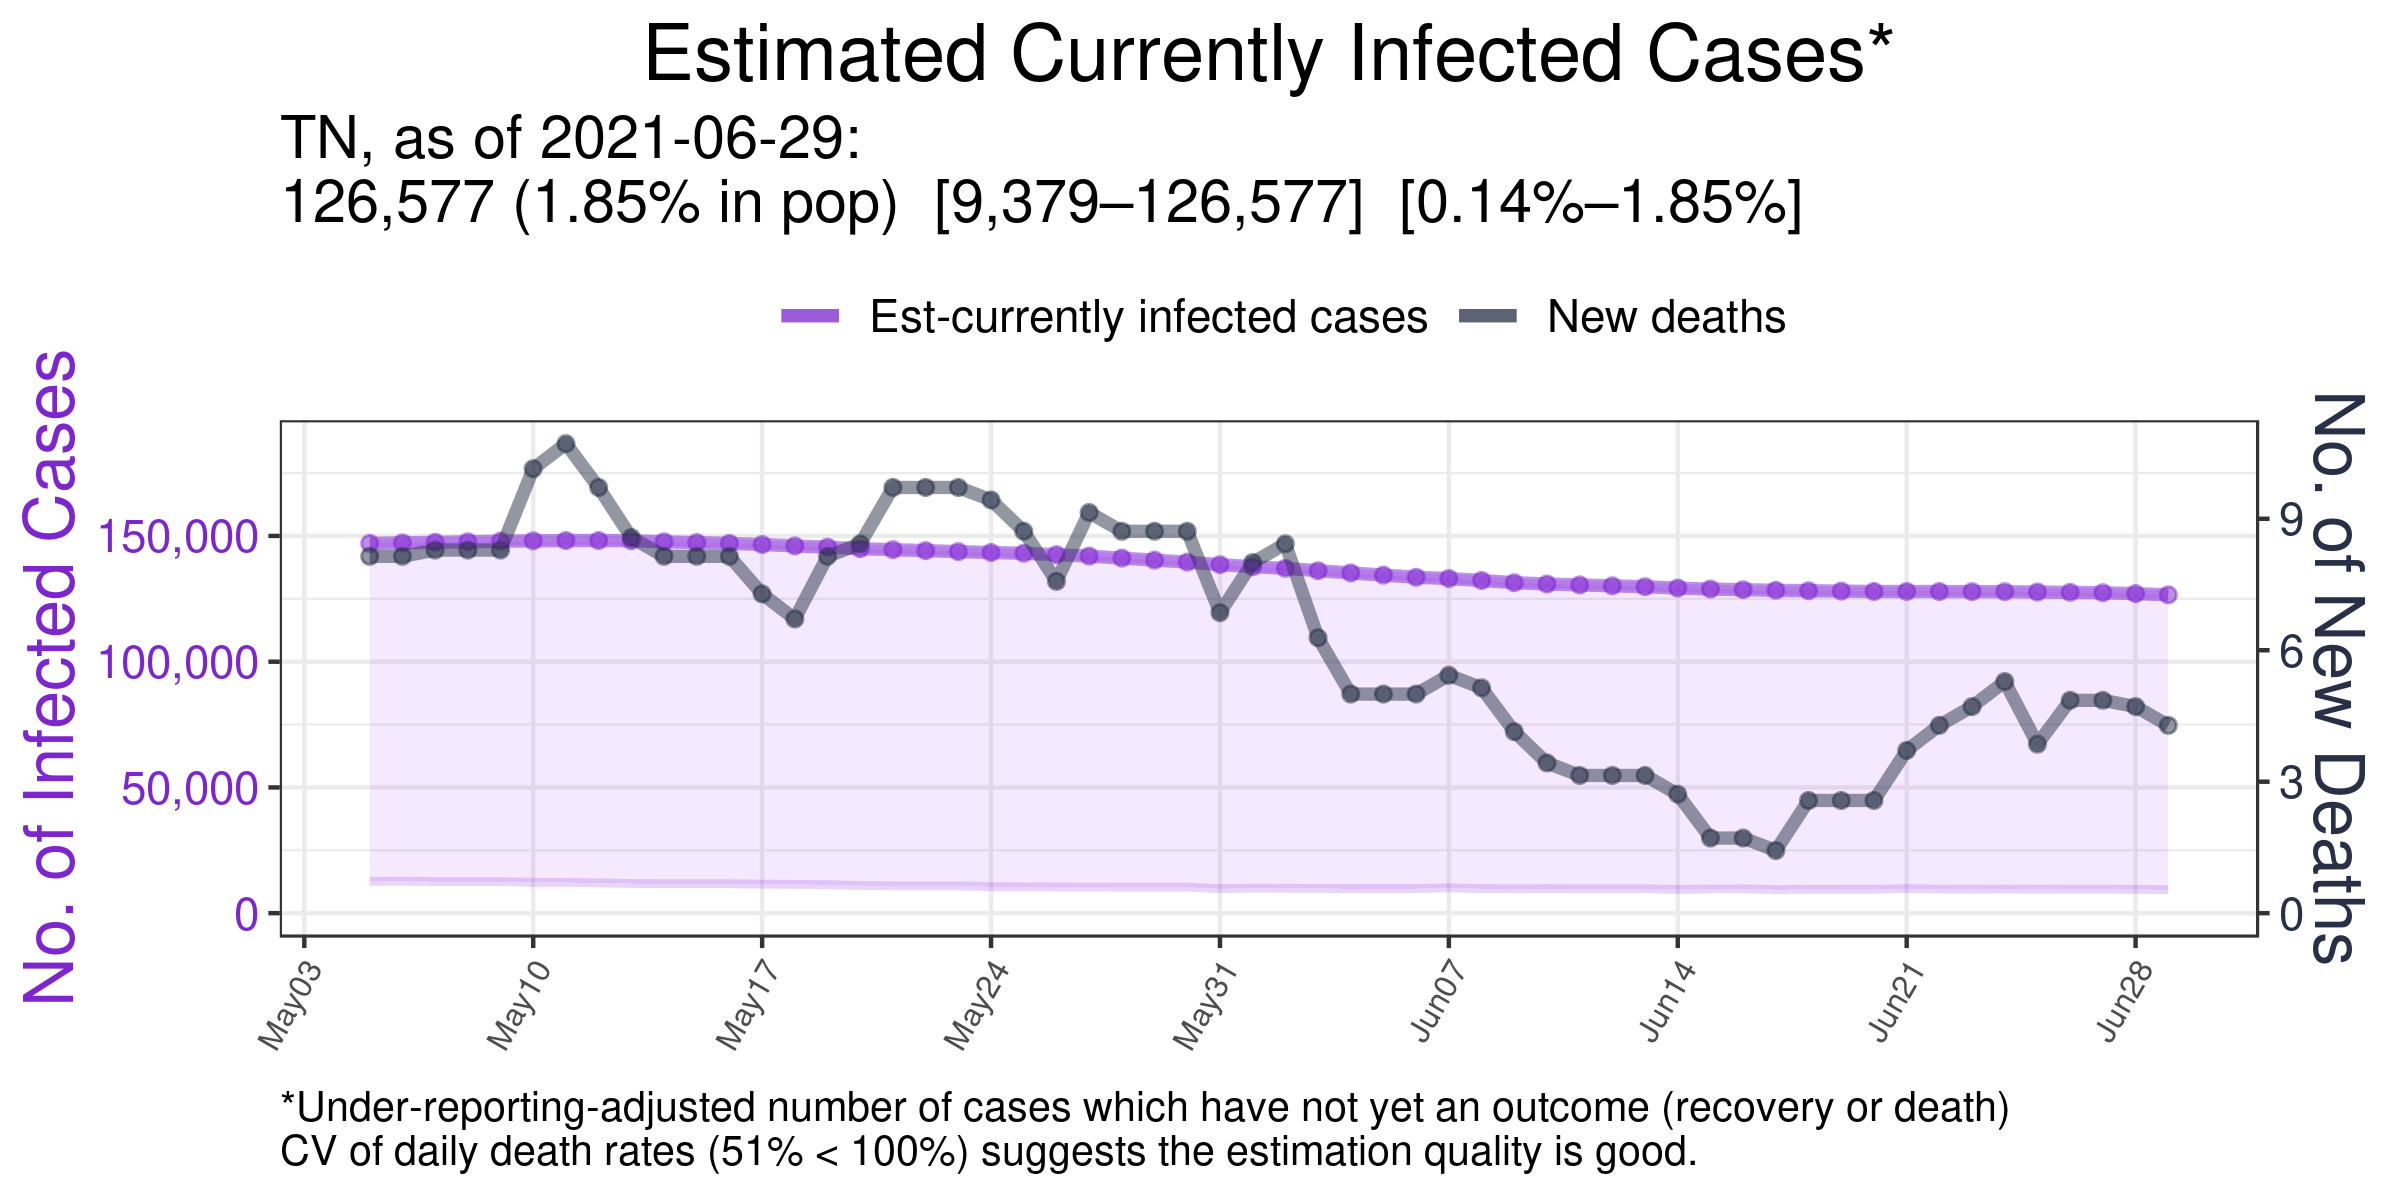 Estimated Currently Infected Cases*
TN, as of 2021-06-29:
126,577 (1.85% in pop)  [9,379–126,577]  [0.14%–1.85%]
Est-currently infected cases
New deaths
No. of Infected Cases
150,000
100,000
50,000
0
No. of New Deaths
9
6
3
0
May03
May10
May17
May24
May31
Jun07
Jun14
Jun21
Jun28
*Under-reporting-adjusted number of cases which have not yet an outcome (recovery or death)
CV of daily death rates (51% < 100%) suggests the estimation quality is good.